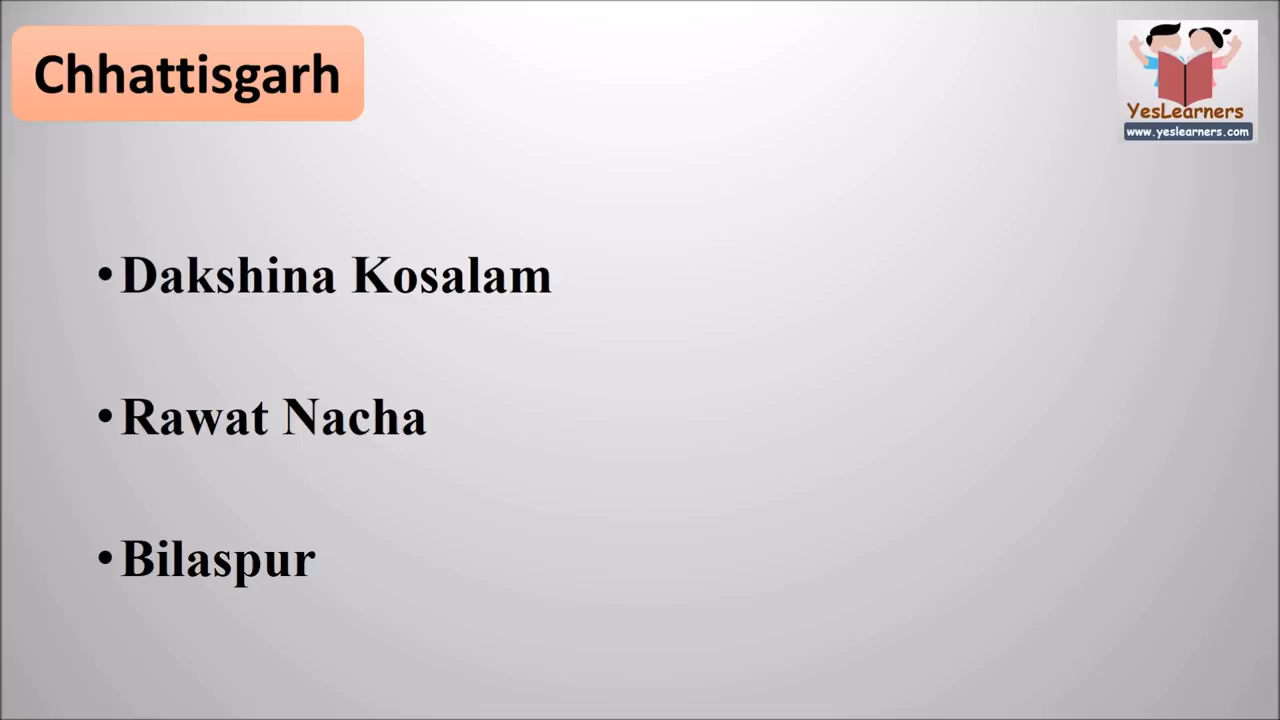 Chhattisgarh
YesLearners
www.yeslearners.com
•Dakshina Kosalam
•Rawat Nacha
•Bilaspur